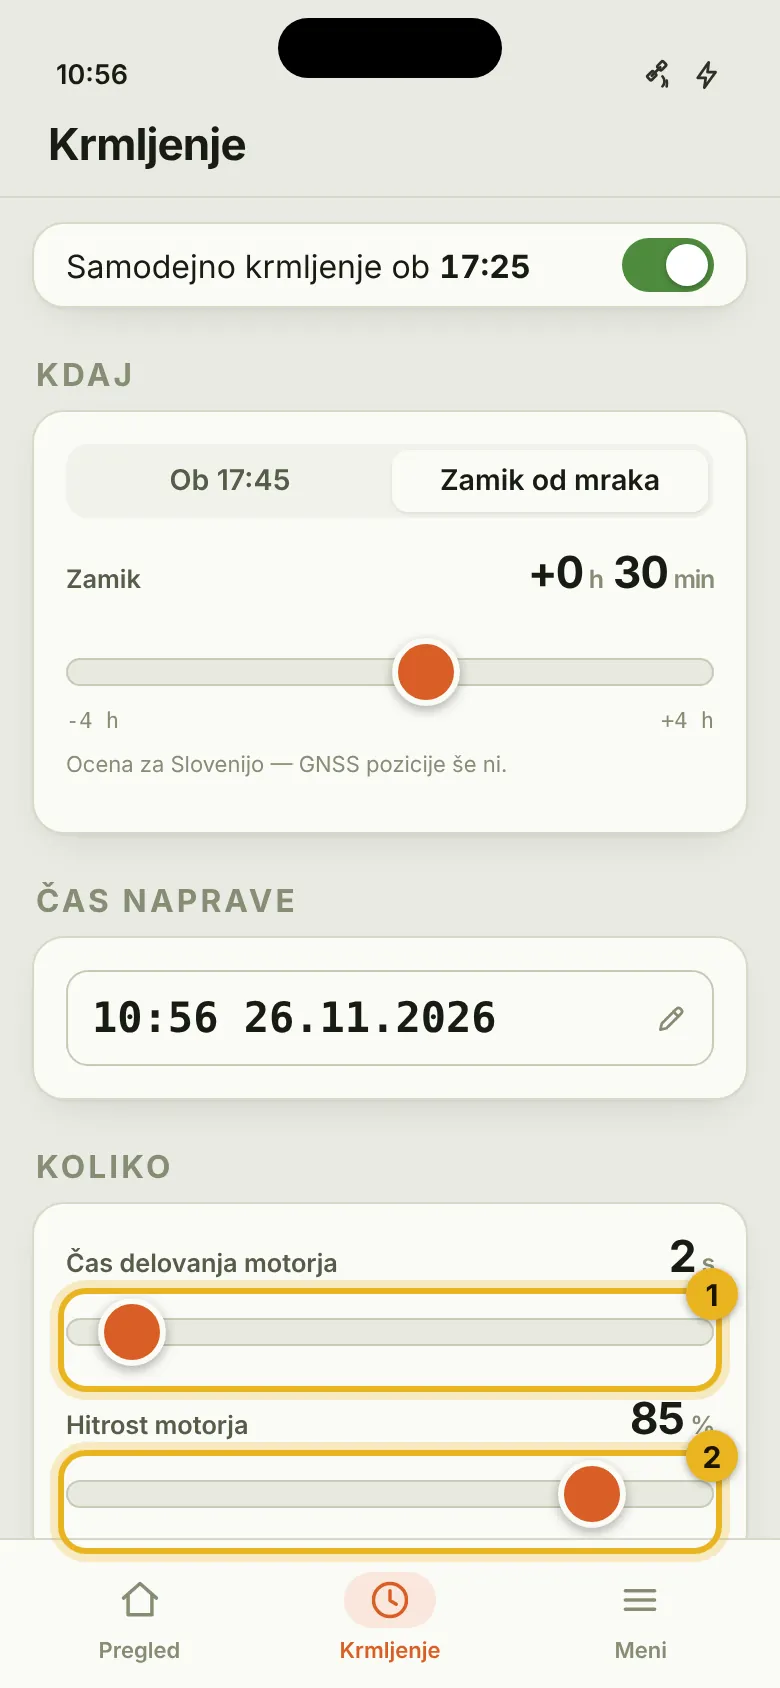 10:56
Krmljenje
Samodejno krmljenje ob 17:25
KDAJ
Ob 17:45
Zamik od mraka
Zamik
+0 h 30 min
-4 h
+4 h
Ocena za Slovenijo — GNSS pozicije še ni.
ČAS NAPRAVE
10:56 26.11.2026
KOLIKO
Čas delovanja motorja
2 s
1
Hitrost motorja
85 %
2
Pregled
Krmljenje
Meni